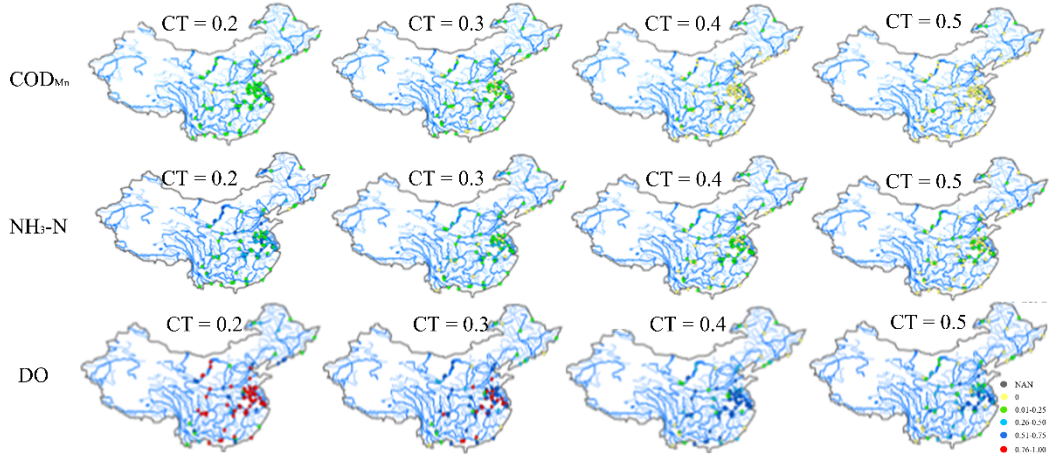 CT = 0.2 CT = 0.3 CT = 0.4 CT = 0.5
COD_Mn
CT = 0.2 CT = 0.3 CT = 0.4 CT = 0.5
NH₃-N
CT = 0.2 CT = 0.3 CT = 0.4 CT = 0.5
DO
NAN
0
0.01-0.25
0.26-0.50
0.51-0.75
0.76-1.00